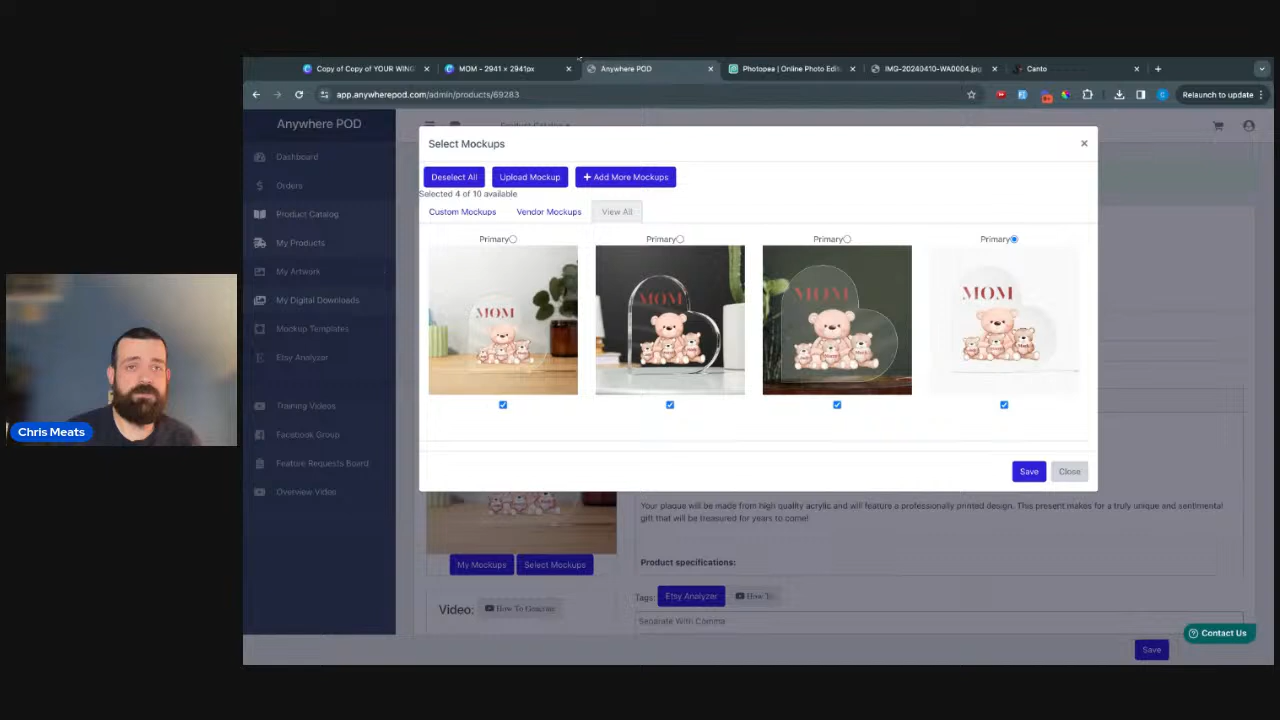 Copy of Copy of YOUR WING
MOM - 2941 × 2941px
Anywhere POD
Photopea | Online Photo Edit
IMG-20240410-WA0004.jpg
Canto
app.anywherepod.com/admin/products/69283
Relaunch to update
Anywhere POD
Product Catalog
Dashboard
Orders
Product Catalog
My Products
My Artwork
My Digital Downloads
Mockup Templates
Etsy Analyzer
Training Videos
Facebook Group
Feature Requests Board
Overview Video
Select Mockups
Deselect All
Upload Mockup
+ Add More Mockups
Selected 4 of 10 available
Custom Mockups
Vendor Mockups
View All
Primary
Primary
Primary
Primary
MOM
MOM
MOM
MOM
Save
Close
Chris Meats
Your plaque will be made from high quality acrylic and will feature a professionally printed design. This present makes for a truly unique and sentimental
gift that will be treasured for years to come!
Product specifications:
My Mockups
Select Mockups
Tags:
Etsy Analyzer
How To
Video:
How To Generate
Separate With Comma
Contact Us
Save